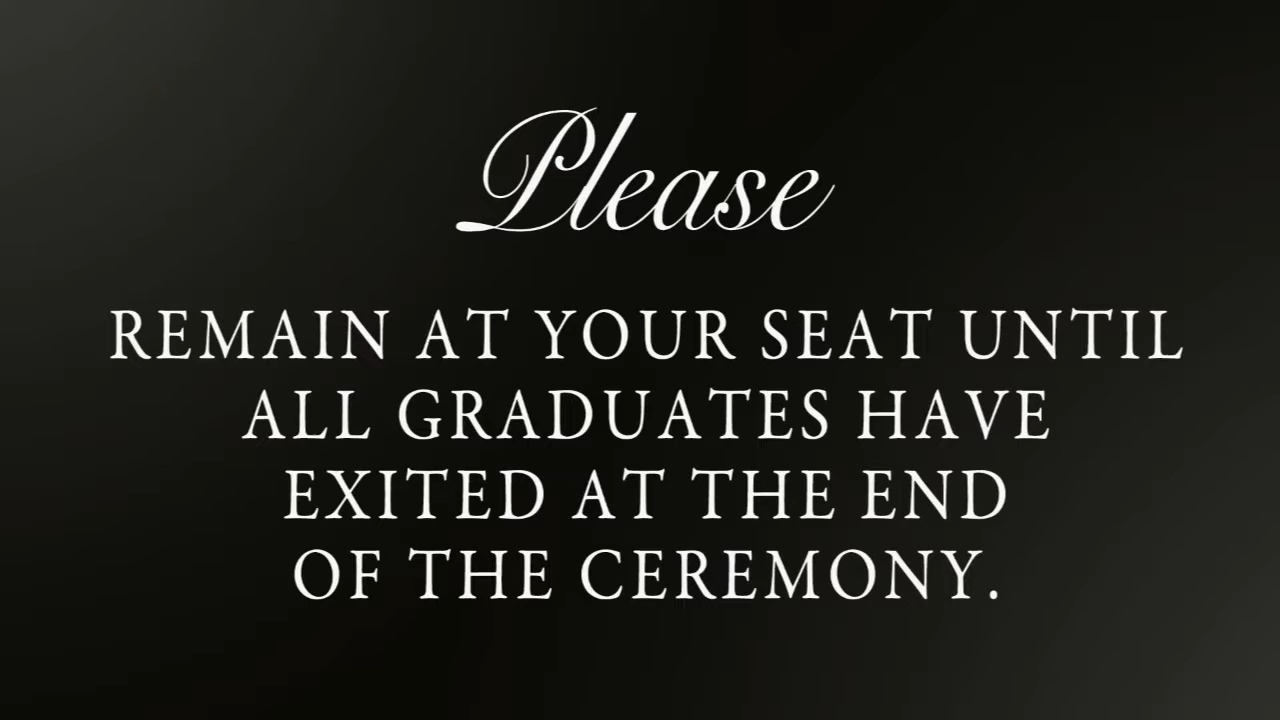 Please
REMAIN AT YOUR SEAT UNTIL
ALL GRADUATES HAVE
EXITED AT THE END
OF THE CEREMONY.